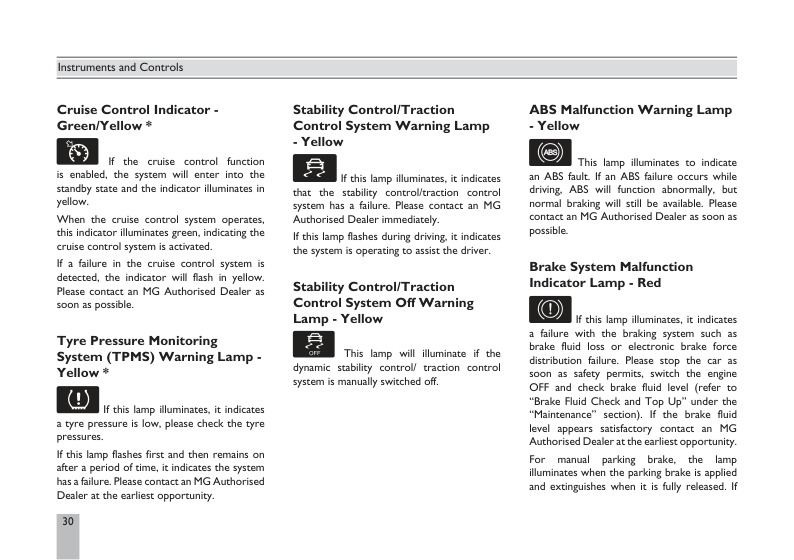 Instruments and Controls
Cruise Control Indicator -
Green/Yellow *
If the cruise control function
is enabled, the system will enter into the
standby state and the indicator illuminates in
yellow.
When the cruise control system operates,
this indicator illuminates green, indicating the
cruise control system is activated.
If a failure in the cruise control system is
detected, the indicator will flash in yellow.
Please contact an MG Authorised Dealer as
soon as possible.
Tyre Pressure Monitoring
System (TPMS) Warning Lamp -
Yellow *
If this lamp illuminates, it indicates
a tyre pressure is low, please check the tyre
pressures.
If this lamp flashes first and then remains on
after a period of time, it indicates the system
has a failure. Please contact an MG Authorised
Dealer at the earliest opportunity.
Stability Control/Traction
Control System Warning Lamp
- Yellow
If this lamp illuminates, it indicates
that the stability control/traction control
system has a failure. Please contact an MG
Authorised Dealer immediately.
If this lamp flashes during driving, it indicates
the system is operating to assist the driver.
Stability Control/Traction
Control System Off Warning
Lamp - Yellow
OFF
This lamp will illuminate if the
dynamic stability control/ traction control
system is manually switched off.
ABS Malfunction Warning Lamp
- Yellow
ABS
This lamp illuminates to indicate
an ABS fault. If an ABS failure occurs while
driving, ABS will function abnormally, but
normal braking will still be available. Please
contact an MG Authorised Dealer as soon as
possible.
Brake System Malfunction
Indicator Lamp - Red
If this lamp illuminates, it indicates
a failure with the braking system such as
brake fluid loss or electronic brake force
distribution failure. Please stop the car as
soon as safety permits, switch the engine
OFF and check brake fluid level (refer to
“Brake Fluid Check and Top Up” under the
“Maintenance” section). If the brake fluid
level appears satisfactory contact an MG
Authorised Dealer at the earliest opportunity.
For manual parking brake, the lamp
illuminates when the parking brake is applied
and extinguishes when it is fully released. If
30